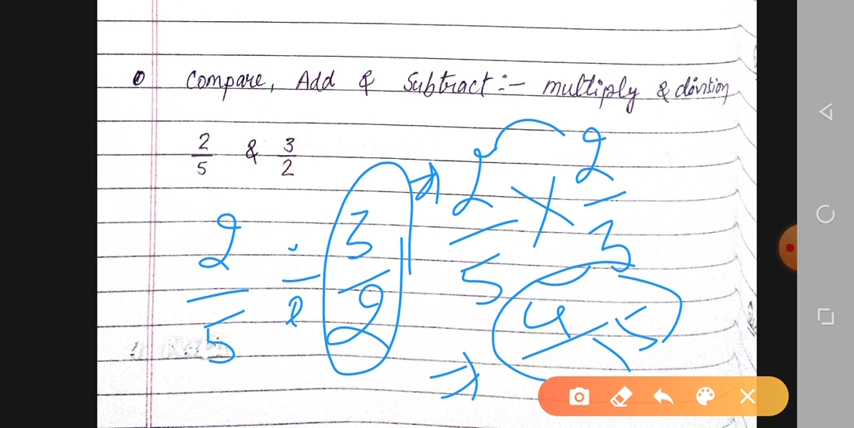 Compare, Add & Subtract :- multiply & division
2/5 & 3/2
2/5 ÷ 3/2 ⇒ 2/5 × 2/3
⇒ 4/15